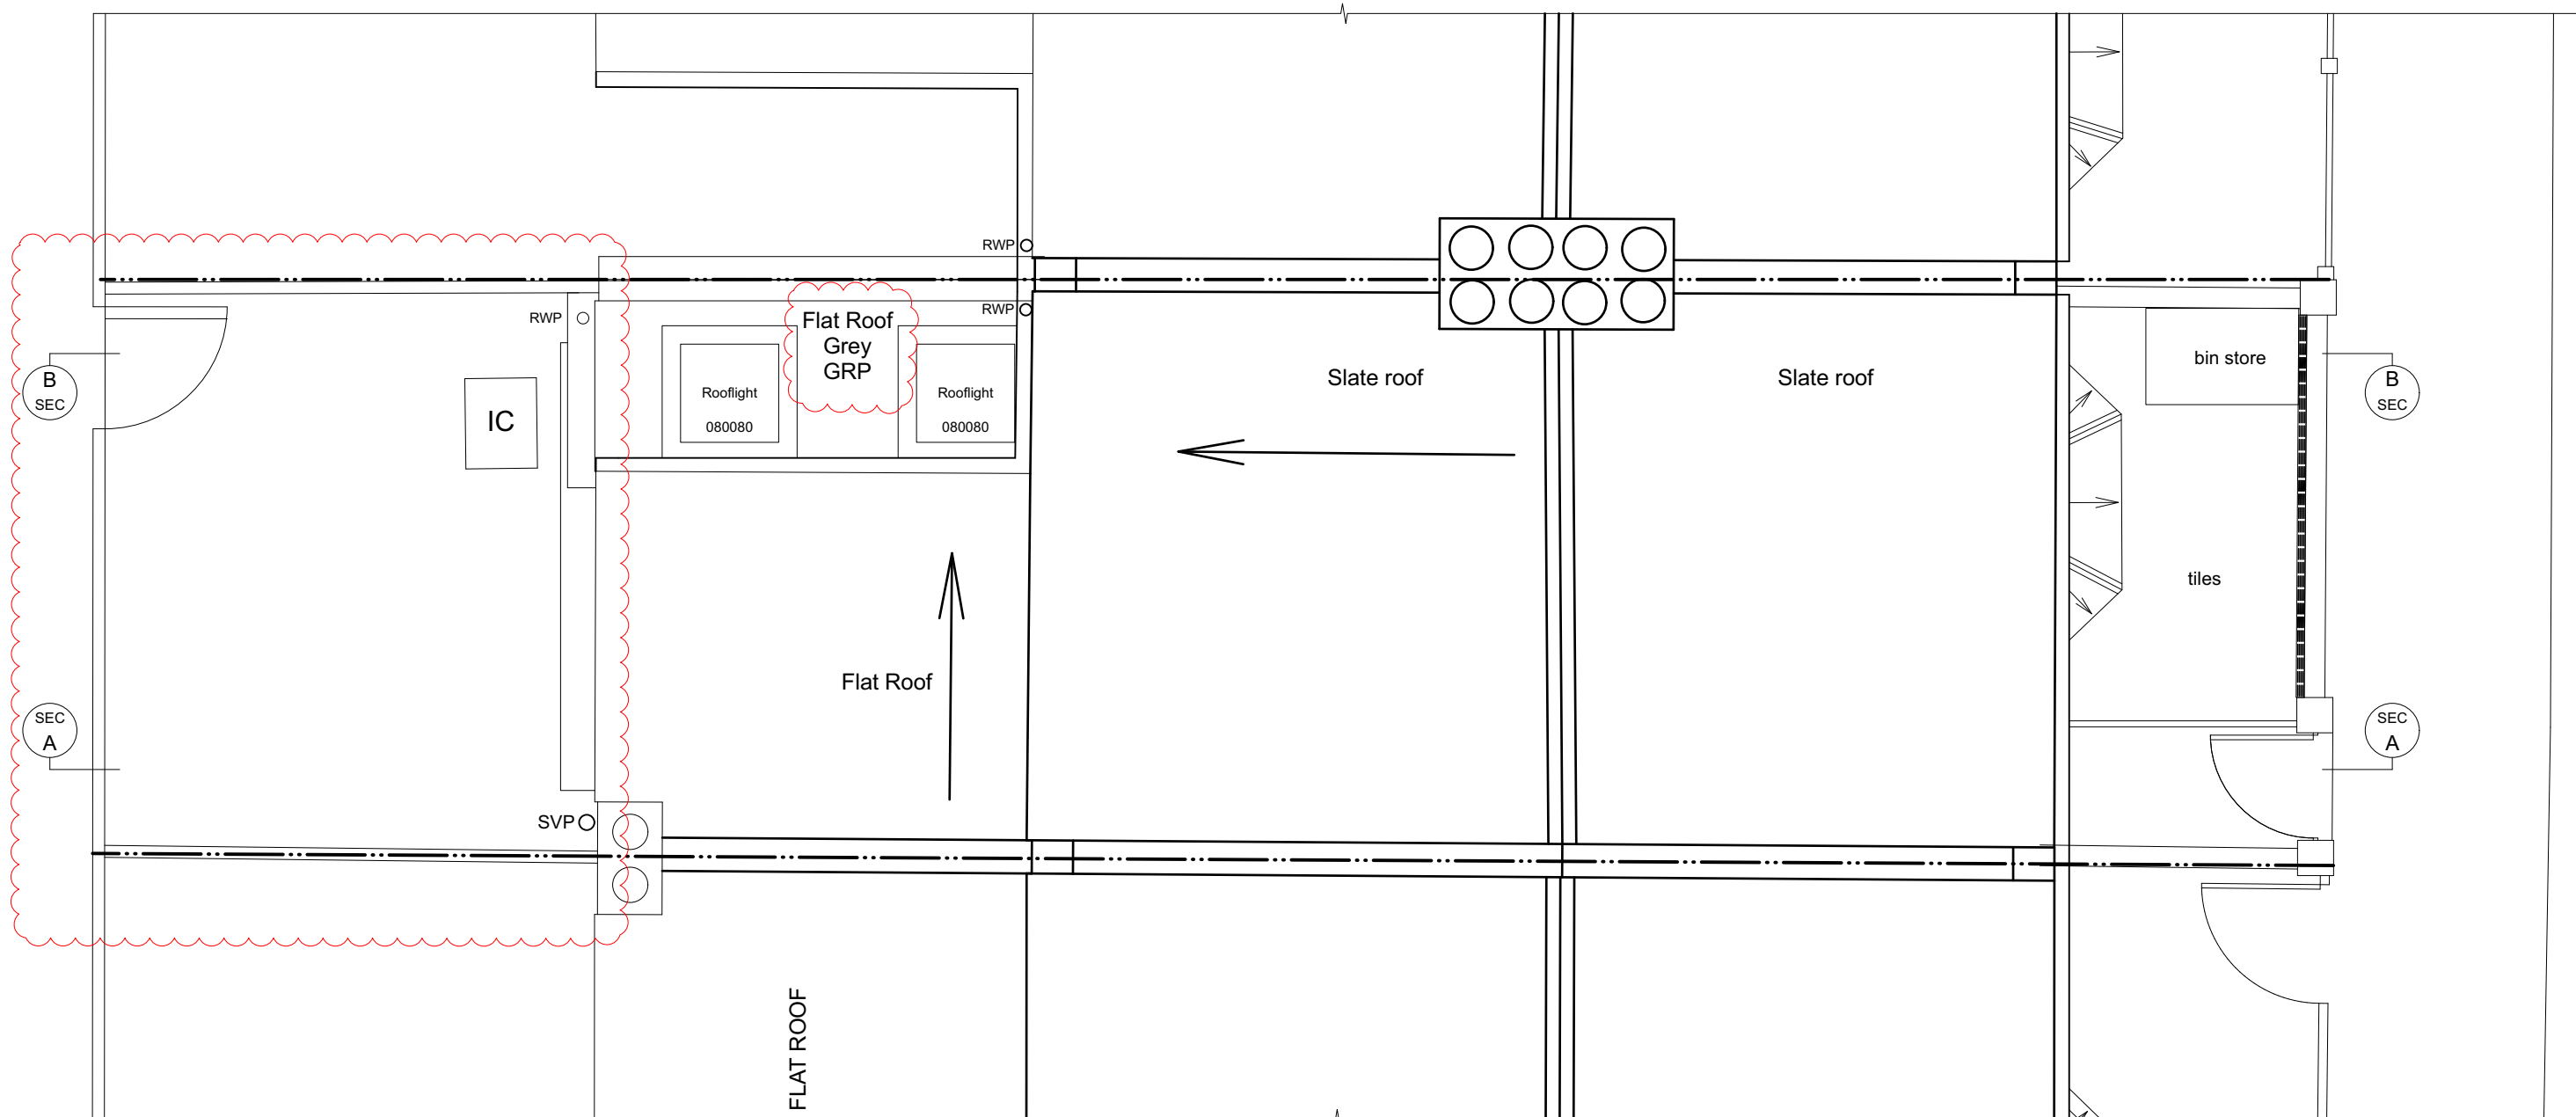 RWP
RWP
RWP
Flat Roof
Grey
GRP
Rooflight
080080
Rooflight
080080
Slate roof
Slate roof
bin store
B
SEC
B
SEC
IC
tiles
Flat Roof
SEC
A
SEC
A
SVP
FLAT ROOF